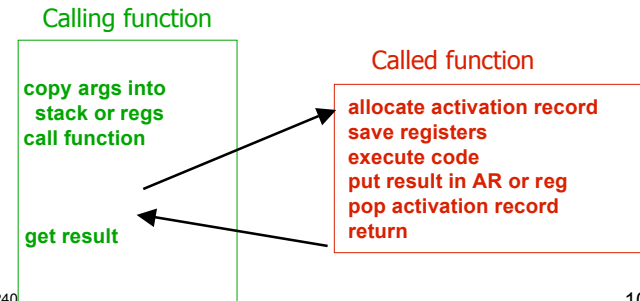 Calling function
copy args into
stack or regs
call function
get result
Called function
allocate activation record
save registers
execute code
put result in AR or reg
pop activation record
return